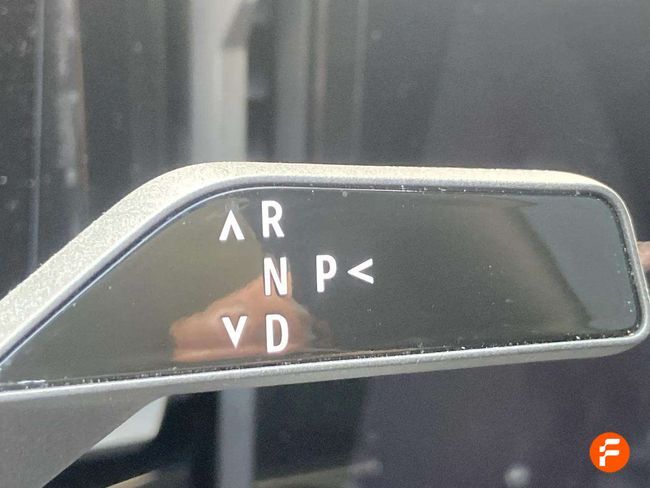 ∧ R
N P <
∨ D